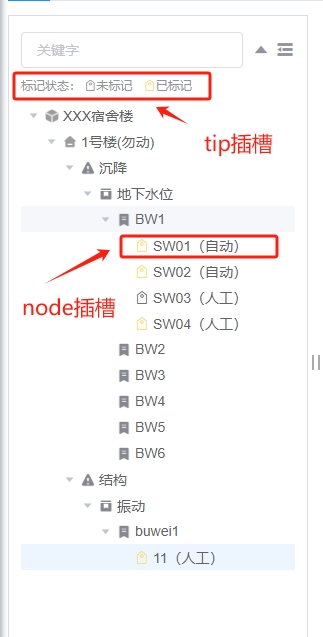 关键字
标记状态： 未标记 已标记
tip插槽
XXX宿舍楼
1号楼(勿动)
沉降
地下水位
BW1
SW01（自动）
SW02（自动）
node插槽
SW03（人工）
SW04（人工）
BW2
BW3
BW4
BW5
BW6
结构
振动
buwei1
11（人工）